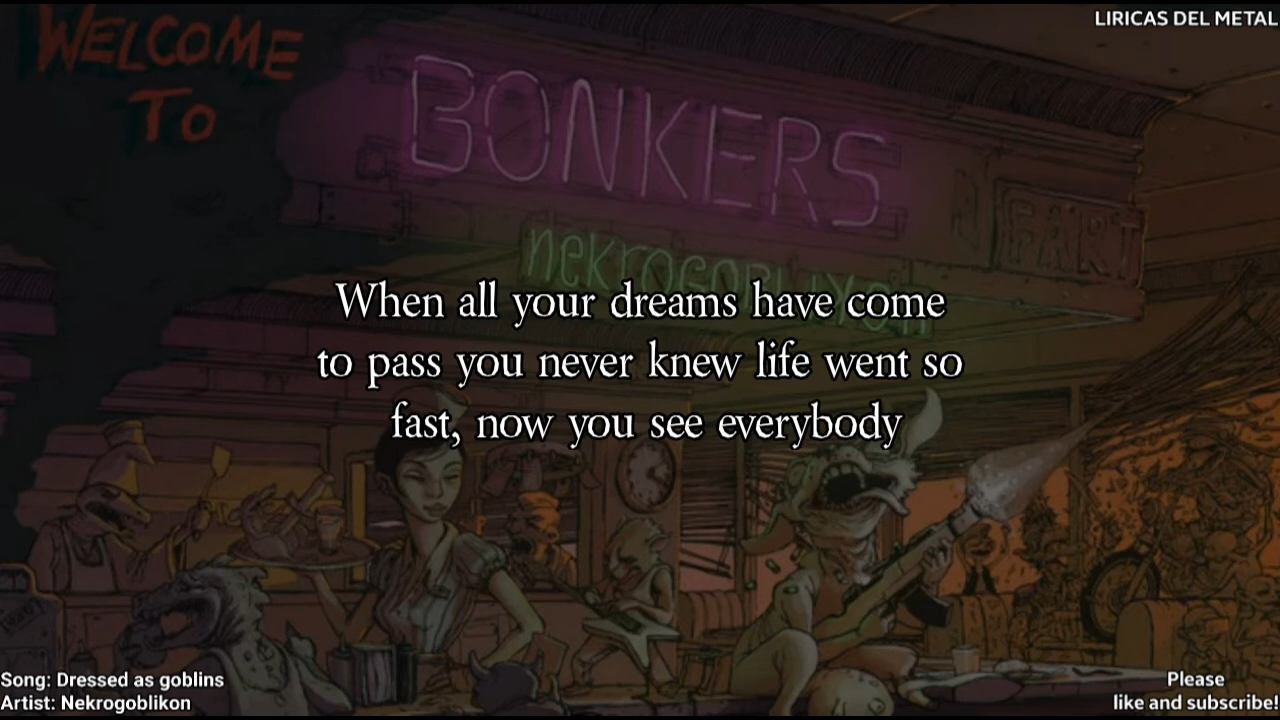 LIRICAS DEL METAL
WELCOME
TO
BONKERS
nekrogoblikon
FART
When all your dreams have come
to pass you never knew life went so
fast, now you see everybody
Song: Dressed as goblins
Artist: Nekrogoblikon
Please
like and subscribe!